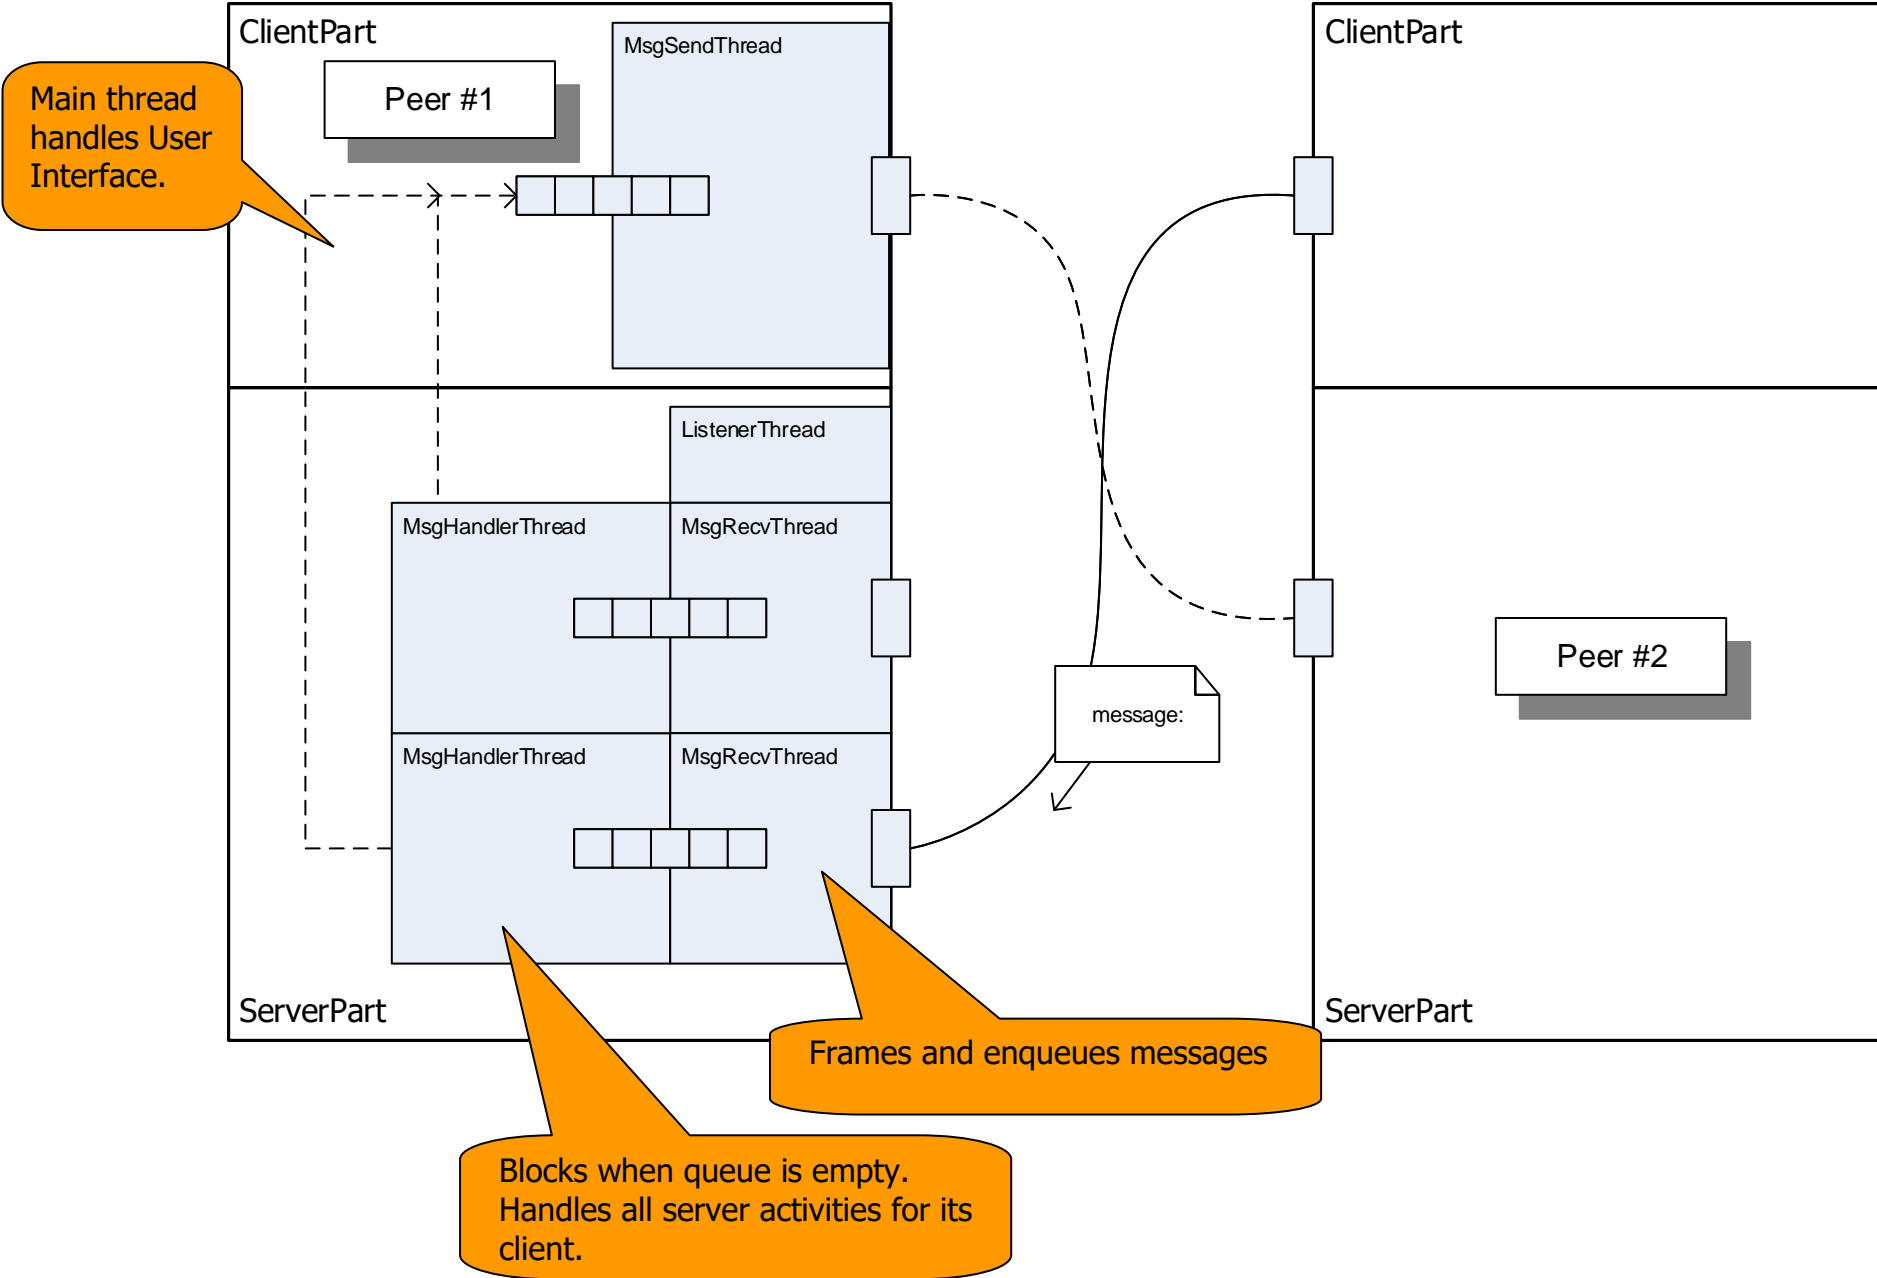 ClientPart
MsgSendThread
ClientPart
Peer #1
Main thread
handles User
Interface.
ListenerThread
MsgHandlerThread
MsgRecvThread
Peer #2
message:
MsgHandlerThread
MsgRecvThread
ServerPart
ServerPart
Frames and enqueues messages
Blocks when queue is empty.
Handles all server activities for its
client.